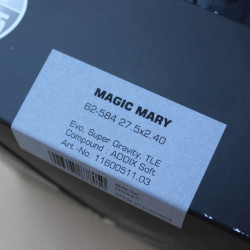 MAGIC MARY
62-584 27.5x2.40
Evo, Super Gravity, TLE
Compound : ADDIX Soft
Art.-No. 11600511.03